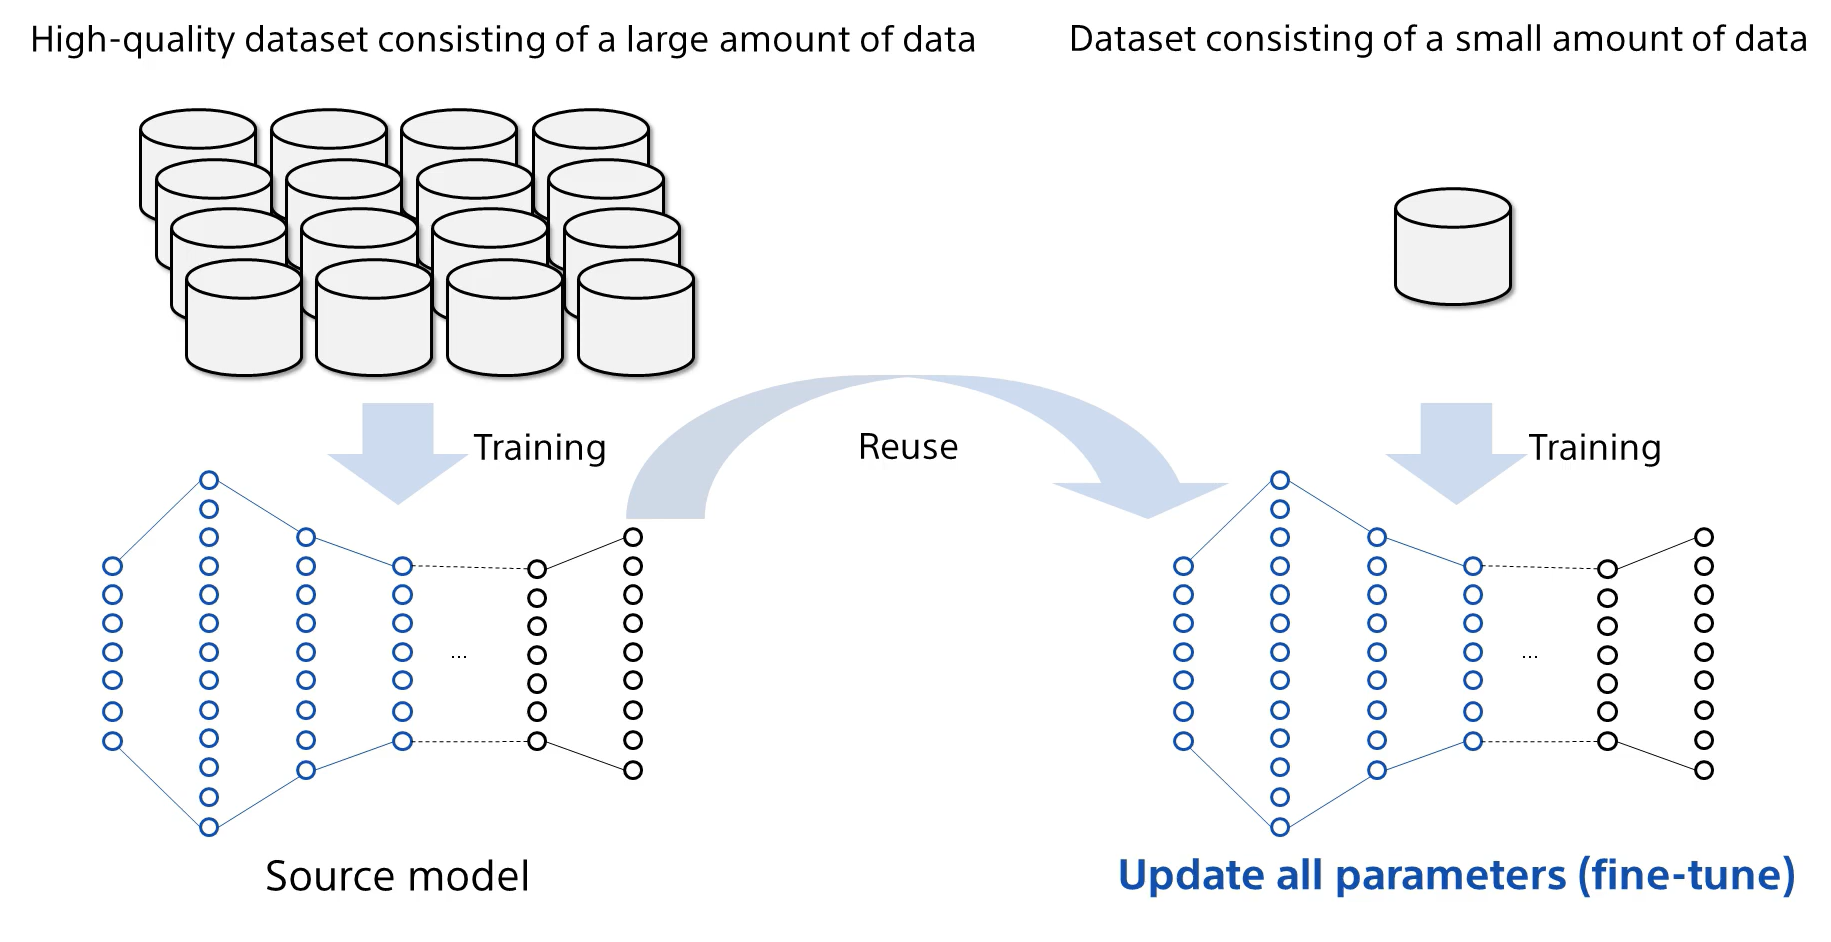 High-quality dataset consisting of a large amount of data
Dataset consisting of a small amount of data
Training
Reuse
Training
...
...
Source model
Update all parameters (fine-tune)